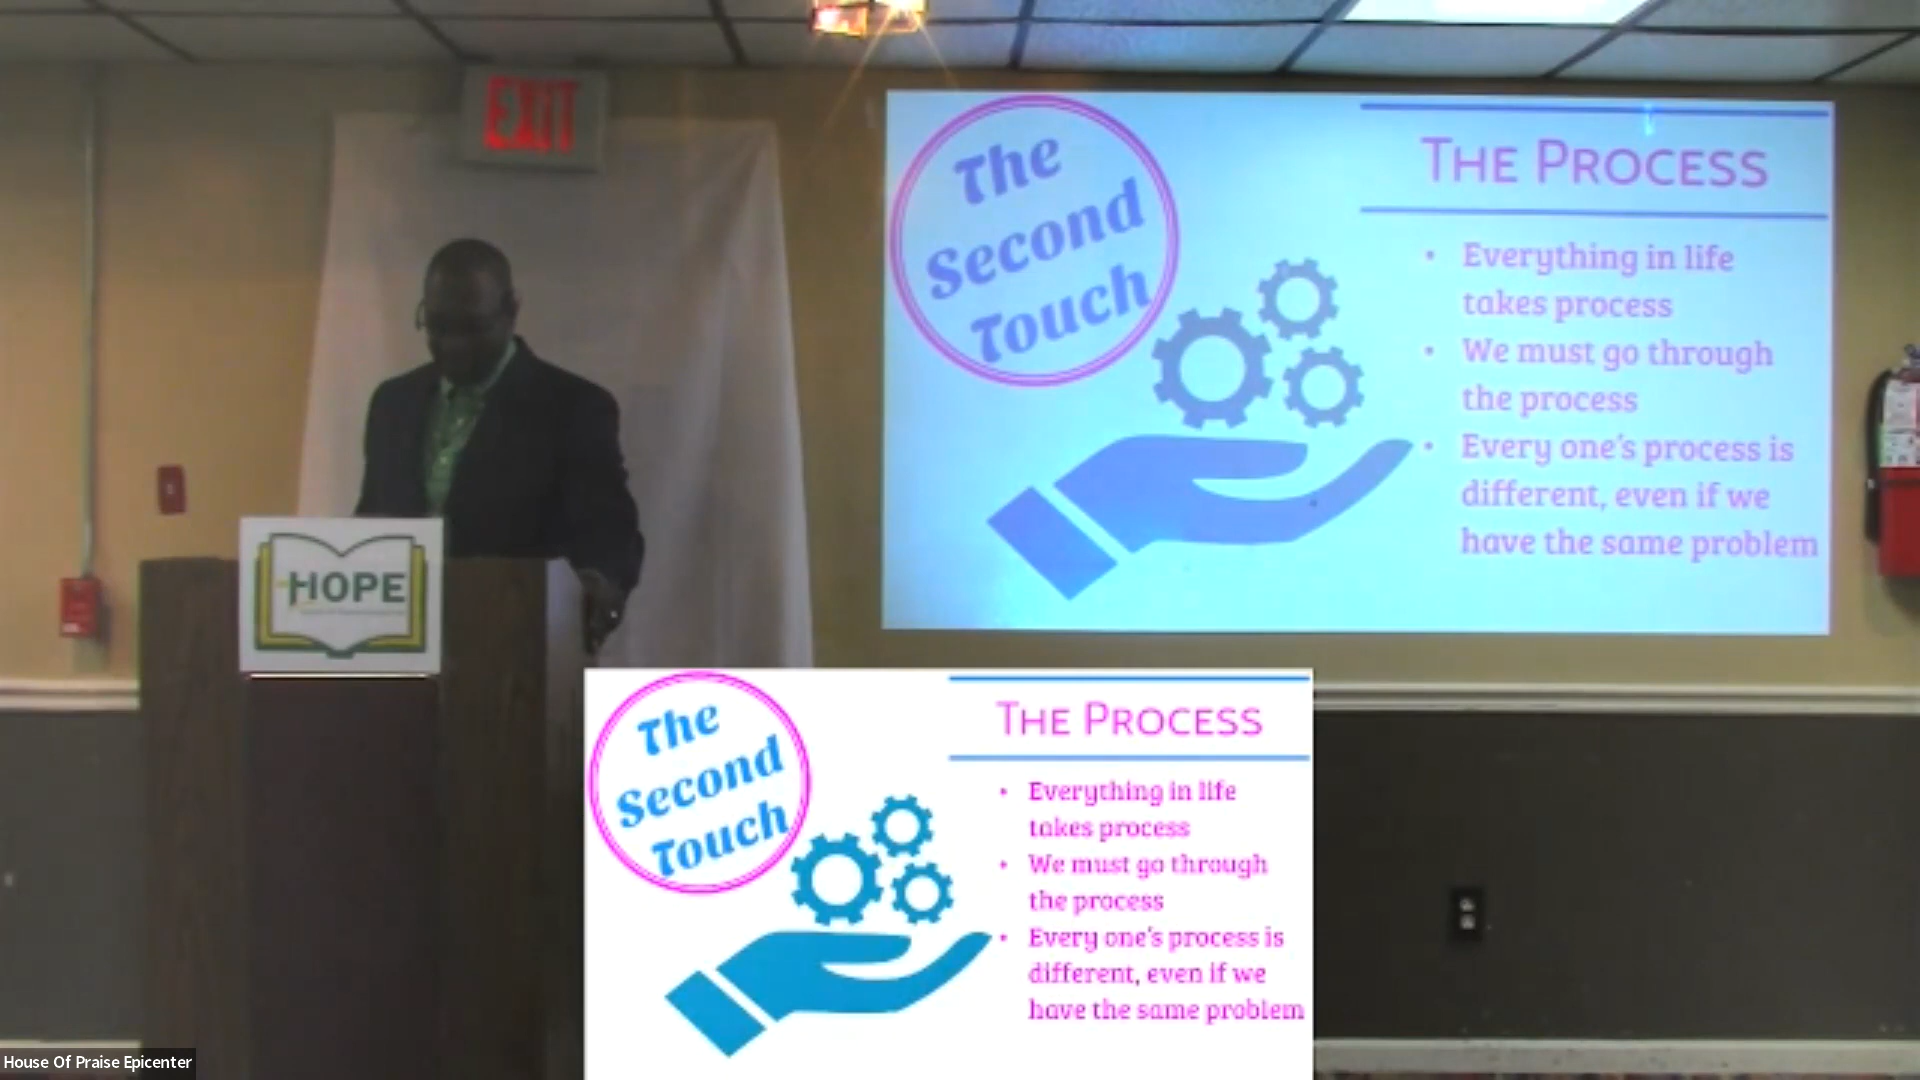 EXIT
The
Second
Touch
THE PROCESS
• Everything in life
takes process
• We must go through
the process
• Every one's process is
different, even if we
have the same problem
HOPE
The
Second
Touch
THE PROCESS
• Everything in life
takes process
• We must go through
the process
• Every one's process is
different, even if we
have the same problem
House Of Praise Epicenter